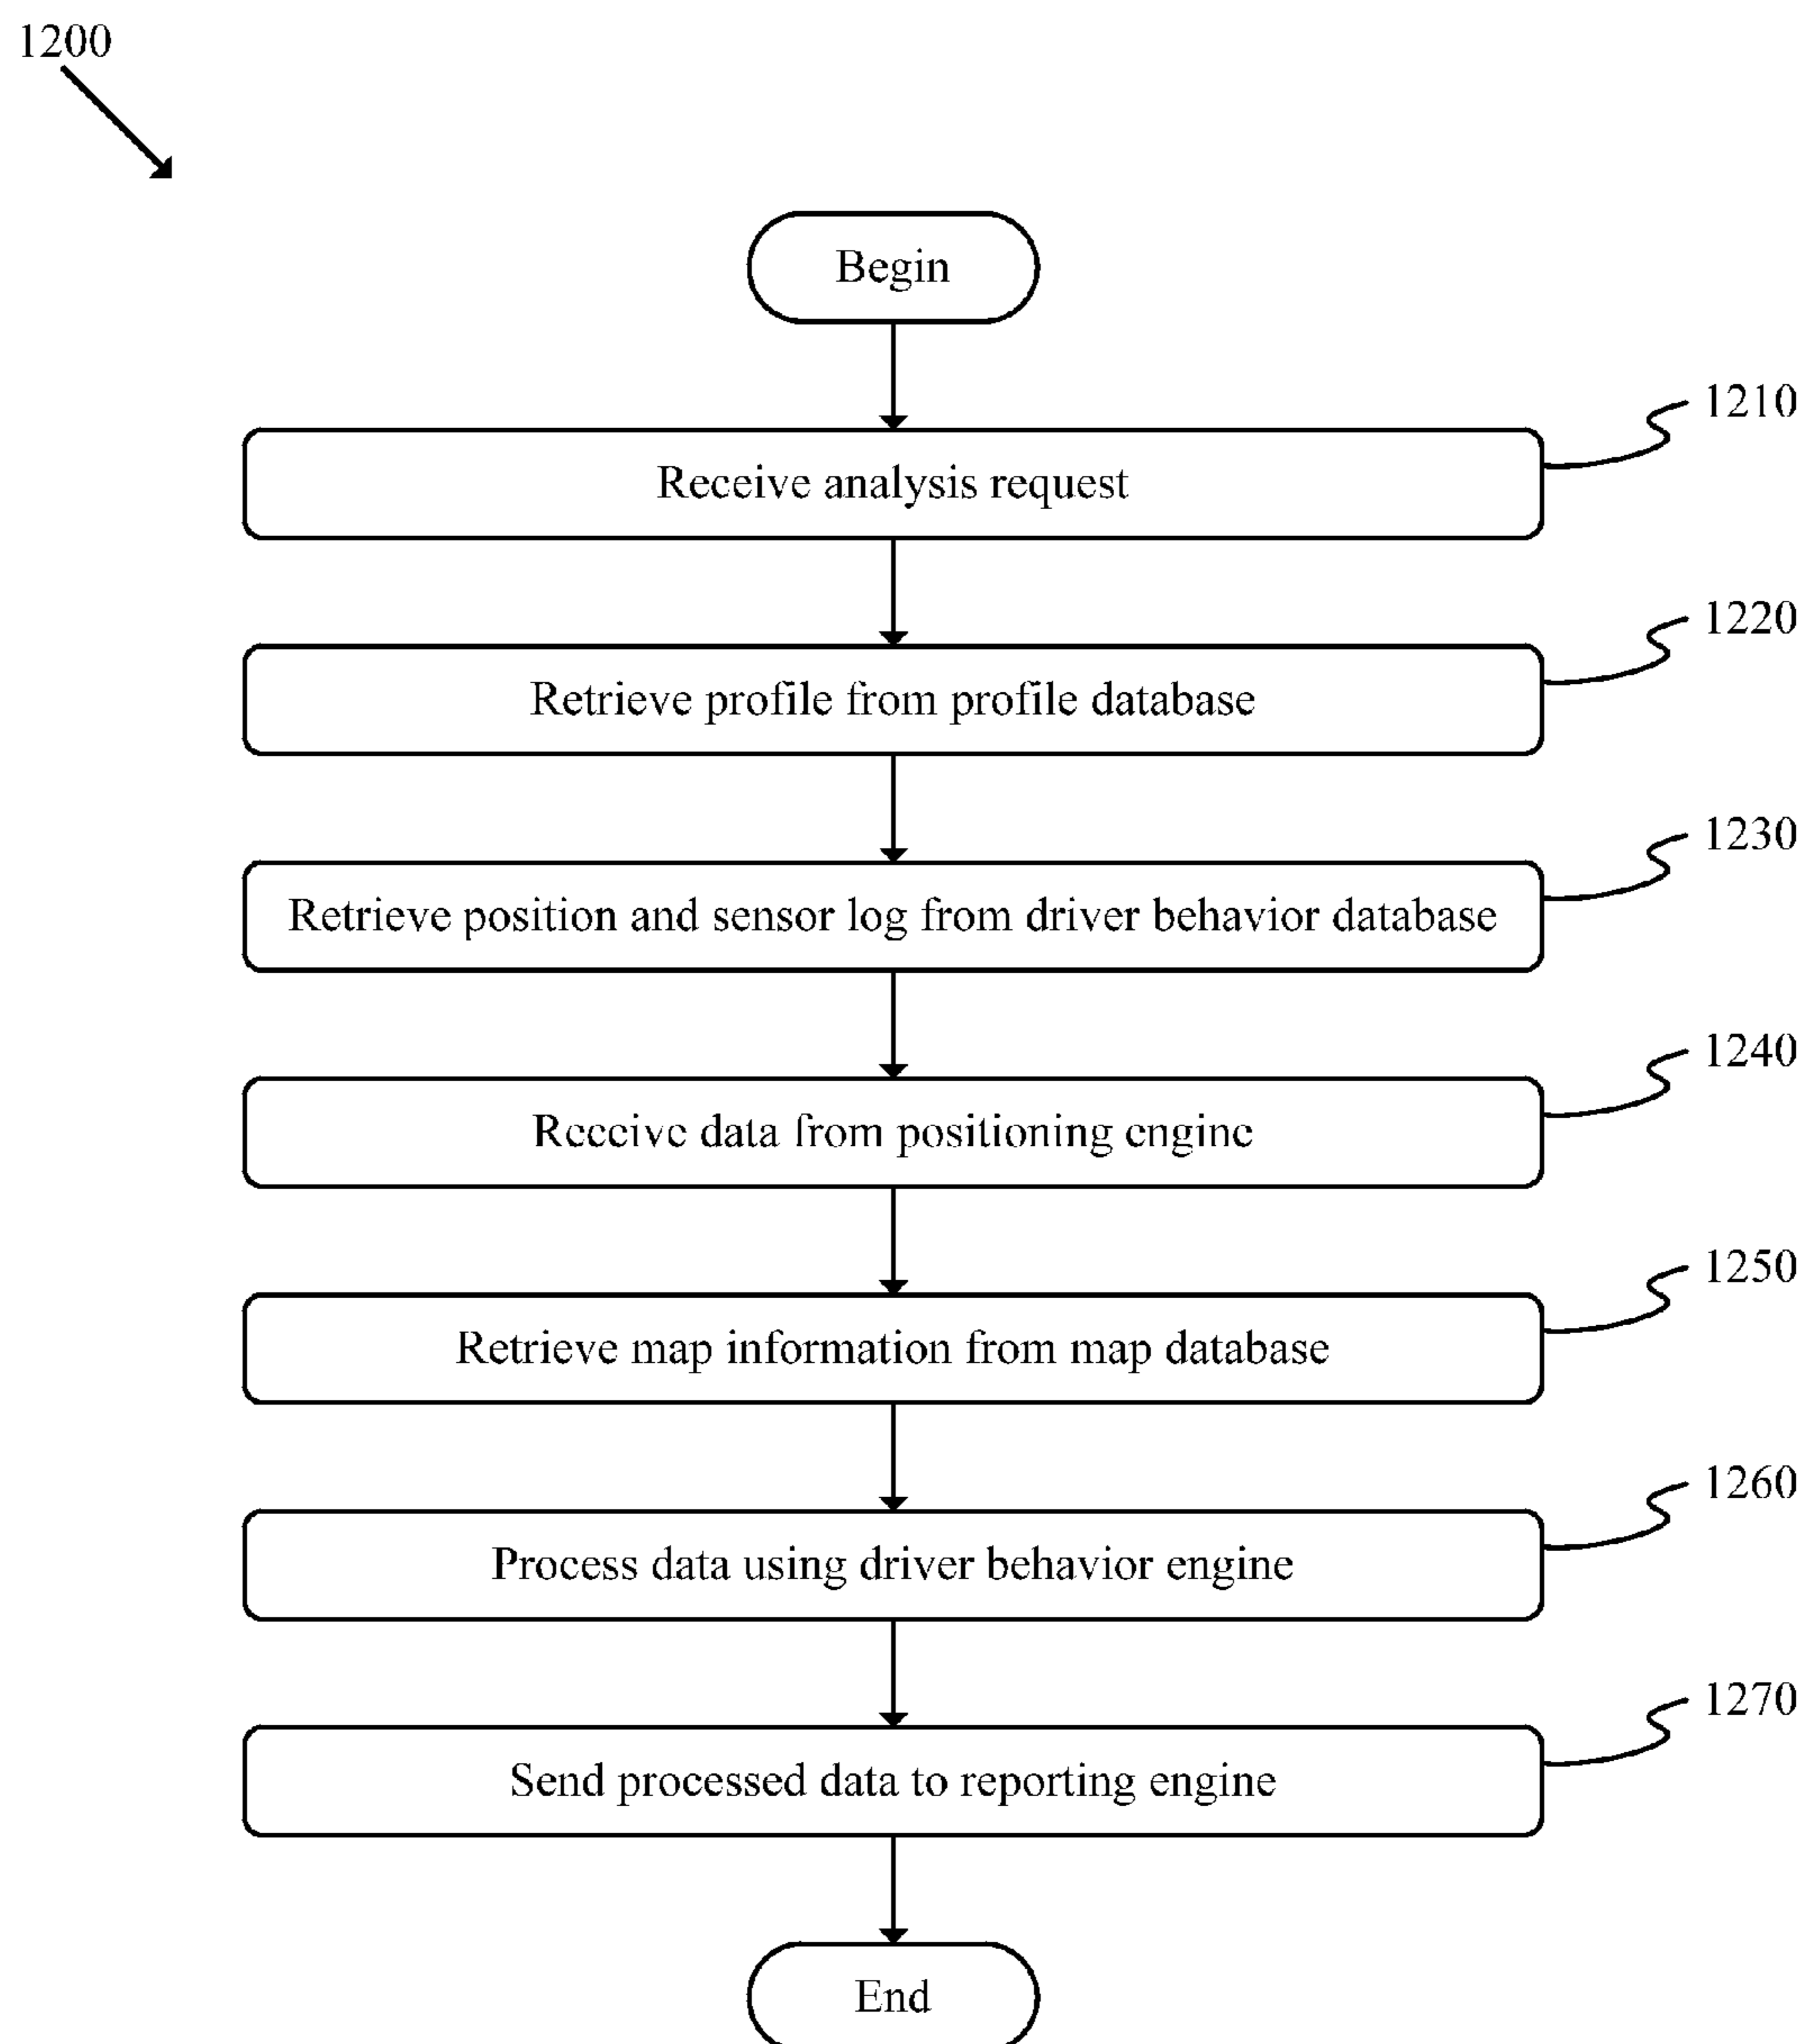 1200
Begin
1210
Receive analysis request
1220
Retrieve profile from profile database
1230
Retrieve position and sensor log from driver behavior database
1240
Receive data from positioning engine
1250
Retrieve map information from map database
1260
Process data using driver behavior engine
1270
Send processed data to reporting engine
End